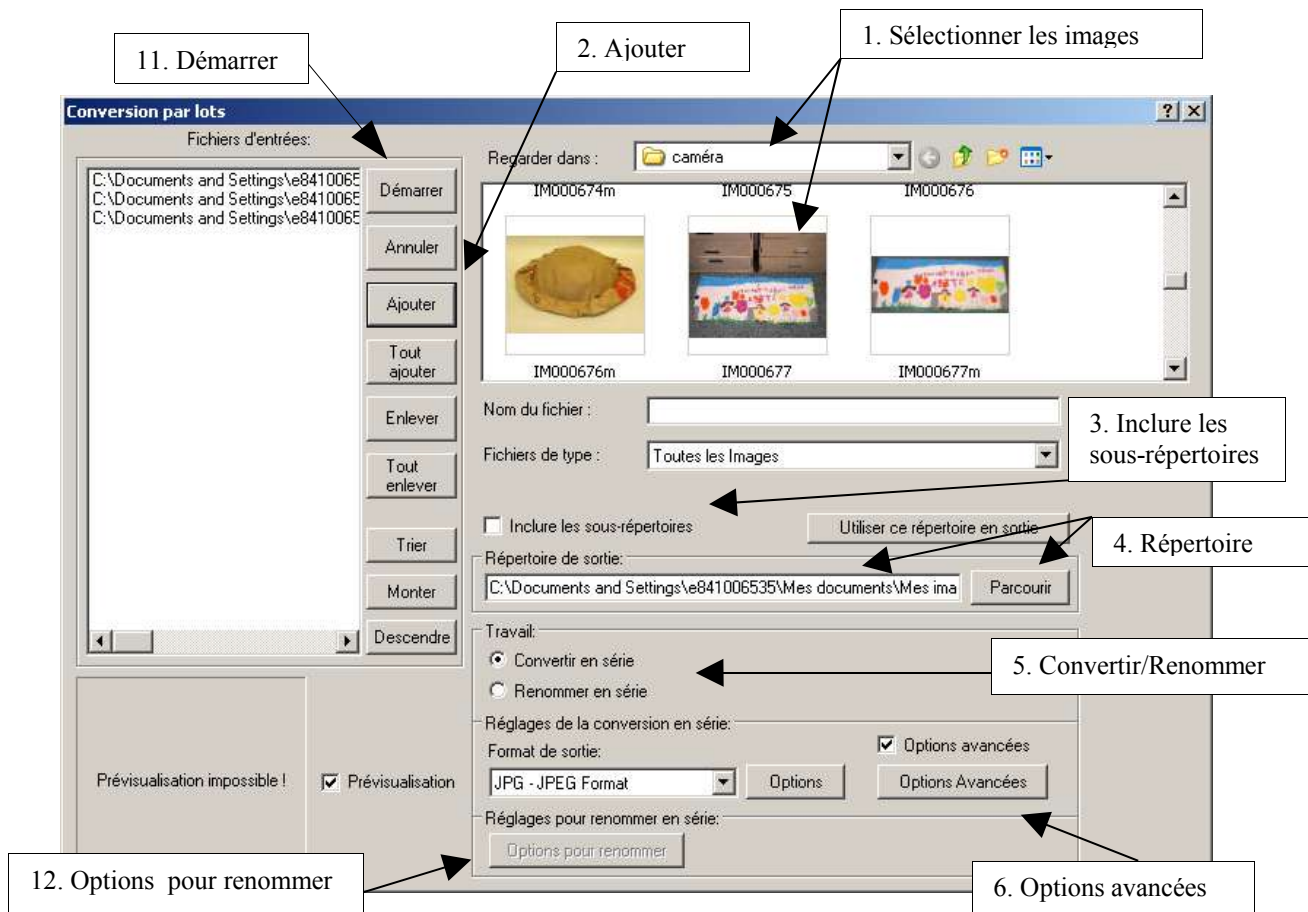 11. Démarrer
2. Ajouter
1. Sélectionner les images
Conversion par lots
Fichiers d'entrées:
C:\Documents and Settings\e8410065
C:\Documents and Settings\e8410065
C:\Documents and Settings\e8410065
Démarrer
Annuler
Ajouter
Tout
ajouter
Enlever
Tout
enlever
Trier
Monter
Descendre
Prévisualisation impossible !
Prévisualisation
Regarder dans :
caméra
IM000674m
IM000675
IM000676
IM000676m
IM000677
IM000677m
Nom du fichier :
Fichiers de type :
Toutes les Images
3. Inclure les
sous-répertoires
Inclure les sous-répertoires
Utiliser ce répertoire en sortie
4. Répertoire
Répertoire de sortie:
C:\Documents and Settings\e841006535\Mes documents\Mes ima
Parcourir
Travail:
Convertir en série
Renommer en série
5. Convertir/Renommer
Réglages de la conversion en série:
Format de sortie:
Options avancées
JPG - JPEG Format
Options
Options Avancées
Réglages pour renommer en série:
Options pour renommer
12. Options pour renommer
6. Options avancées